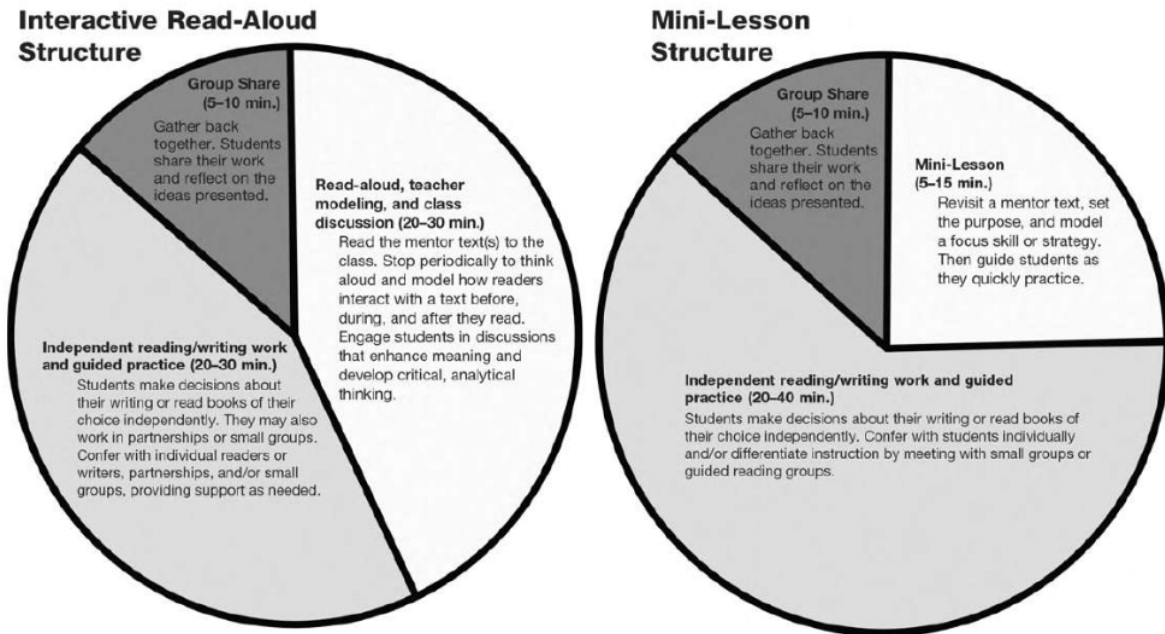 Interactive Read-Aloud
Structure
Group Share
(5–10 min.)
Gather back
together. Students
share their work
and reflect on the
ideas presented.
Read-aloud, teacher
modeling, and class
discussion (20–30 min.)
Read the mentor text(s) to the
class. Stop periodically to think
aloud and model how readers
interact with a text before,
during, and after they read.
Engage students in discussions
that enhance meaning and
develop critical, analytical
thinking.
Independent reading/writing work
and guided practice (20–30 min.)
Students make decisions about
their writing or read books of their
choice independently. They may also
work in partnerships or small groups.
Confer with individual readers or
writers, partnerships, and/or small
groups, providing support as needed.
Mini-Lesson
Structure
Group Share
(5–10 min.)
Gather back
together. Students
share their work
and reflect on the
ideas presented.
Mini-Lesson
(5–15 min.)
Revisit a mentor text, set
the purpose, and model
a focus skill or strategy.
Then guide students as
they quickly practice.
Independent reading/writing work and guided
practice (20–40 min.)
Students make decisions about their writing or read books of
their choice independently. Confer with students individually
and/or differentiate instruction by meeting with small groups or
guided reading groups.